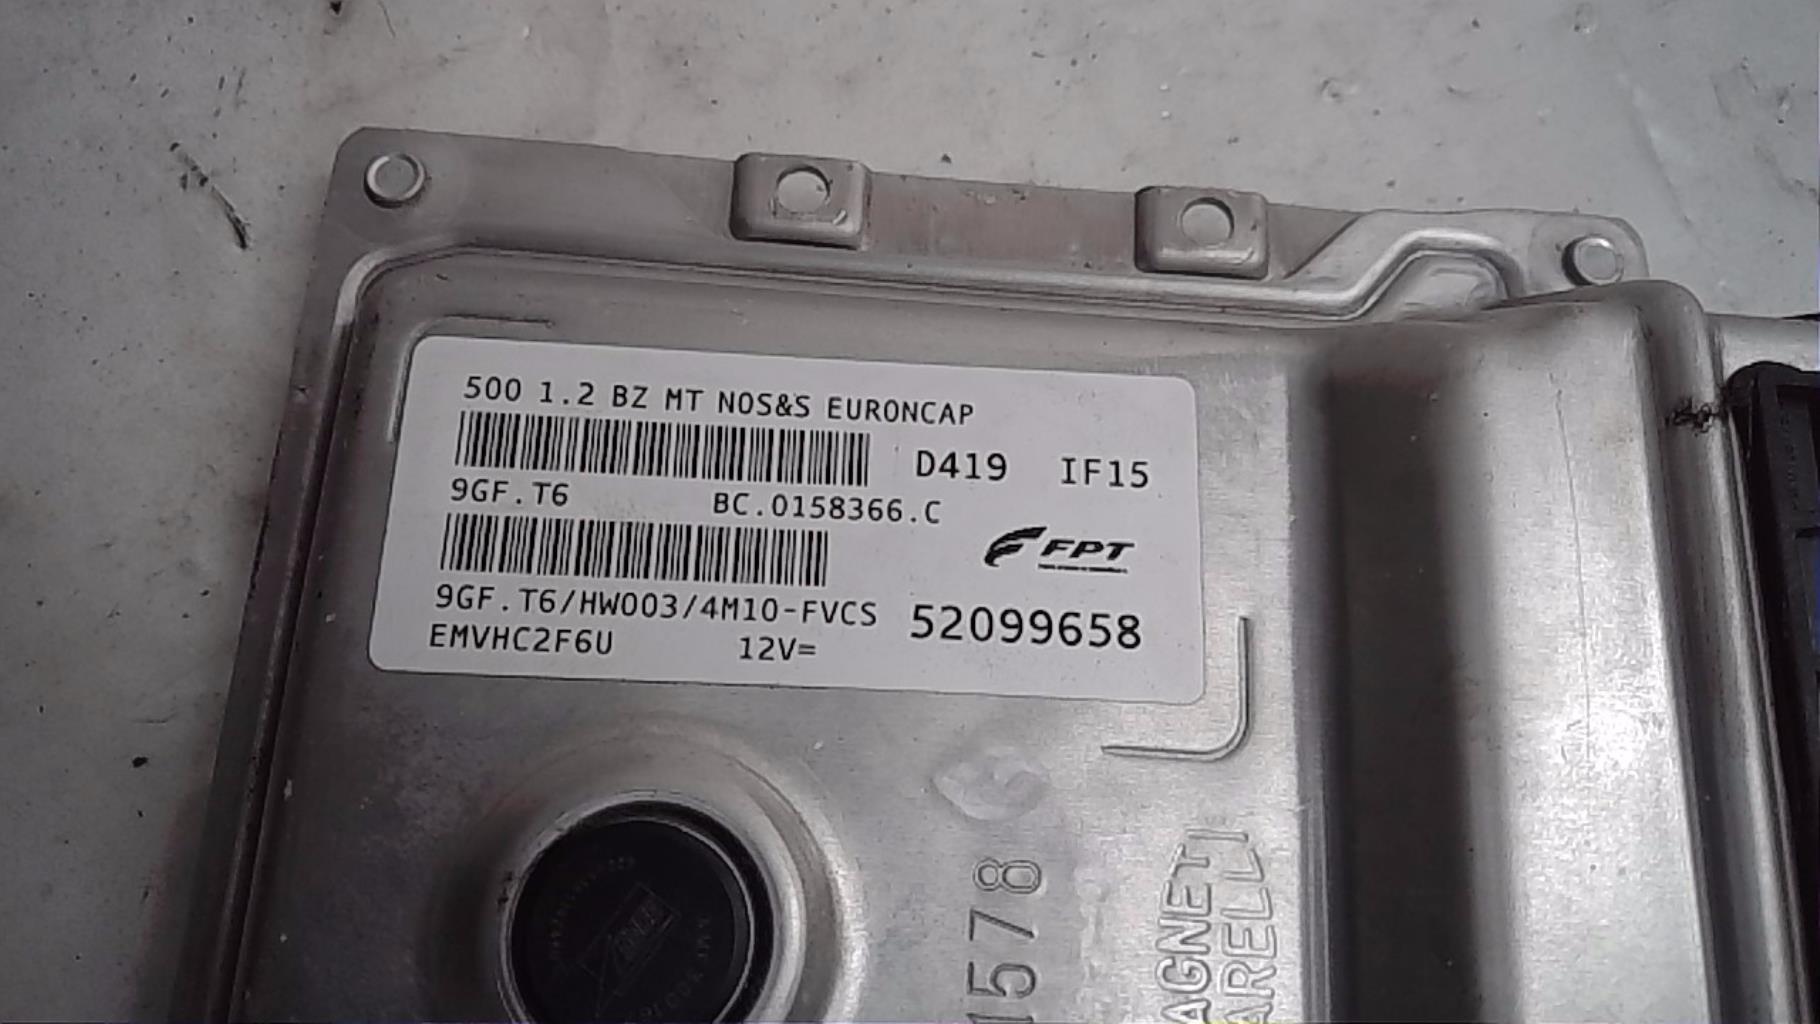 500 1.2 BZ MT NOS&S EURONCAP
D419 IF15
9GF.T6 BC.0158366.C
FPT
9GF.T6/HW003/4M10-FVCS 52099658
EMVHC2F6U 12V=
1578
AGNETI
ARELLI